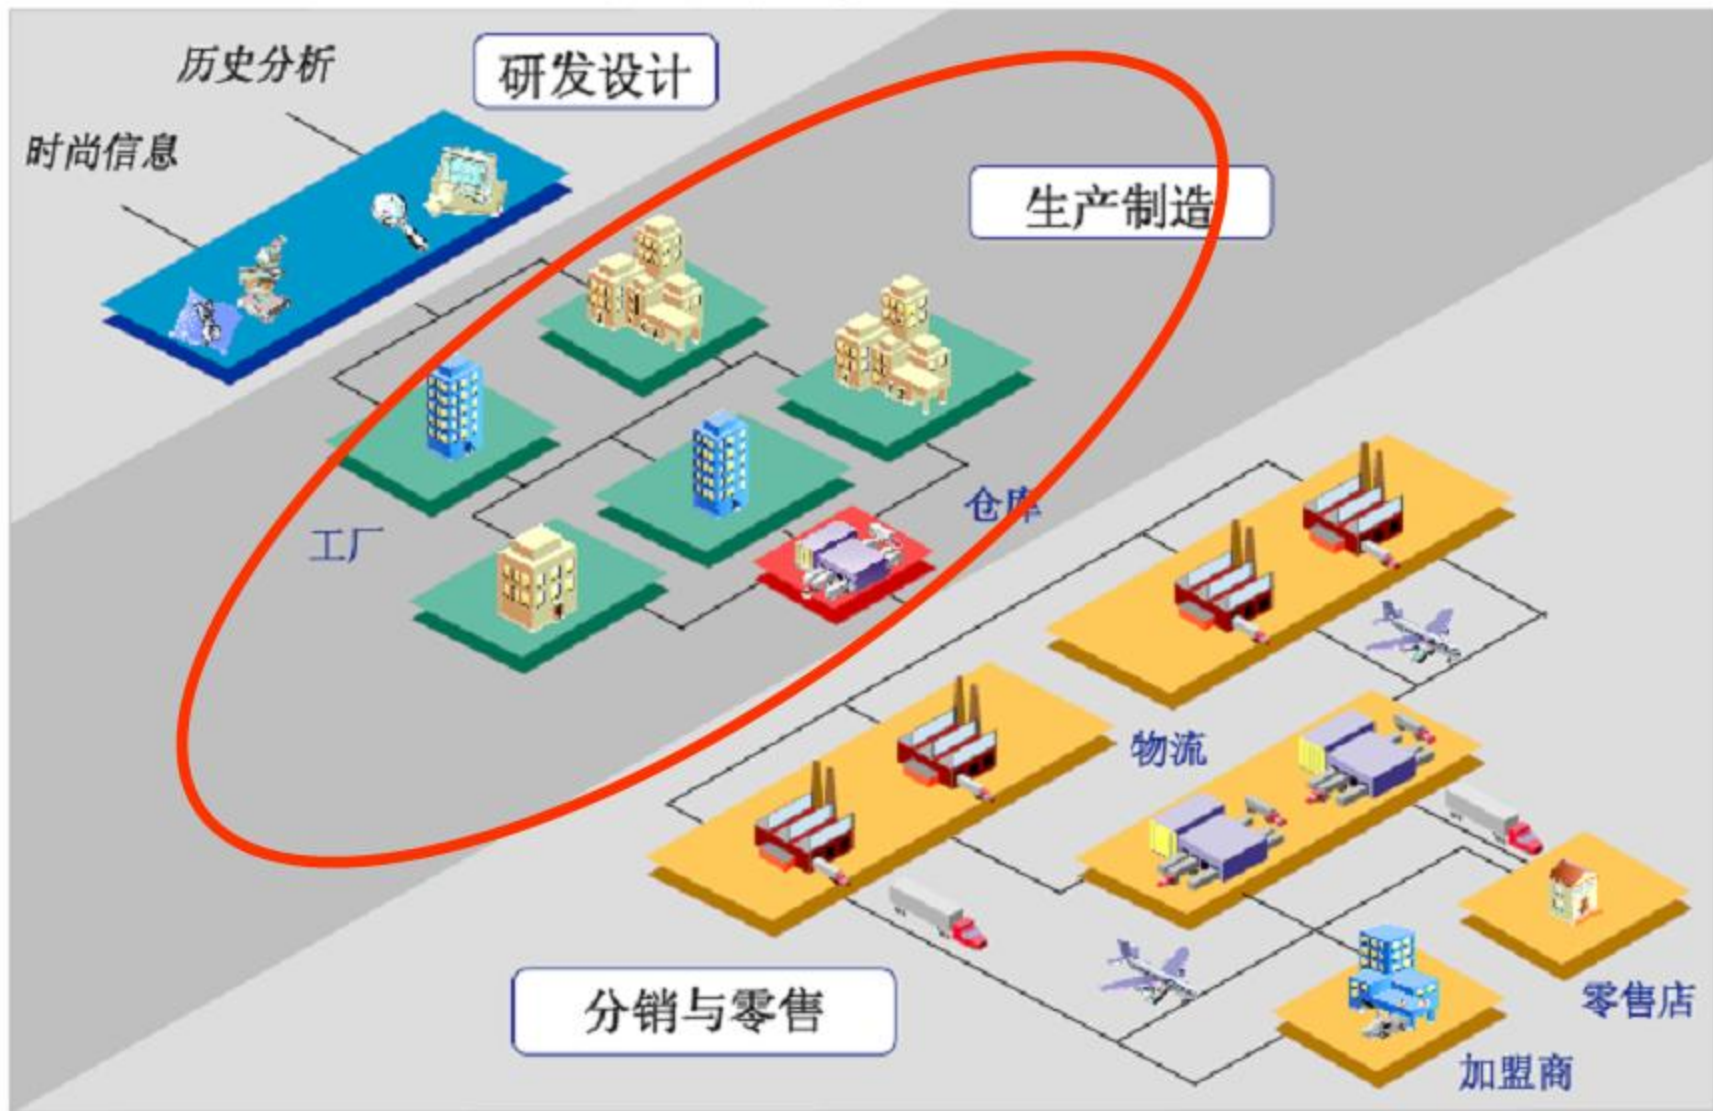 历史分析
研发设计
时尚信息
生产制造
工厂
仓库
物流
分销与零售
零售店
加盟商